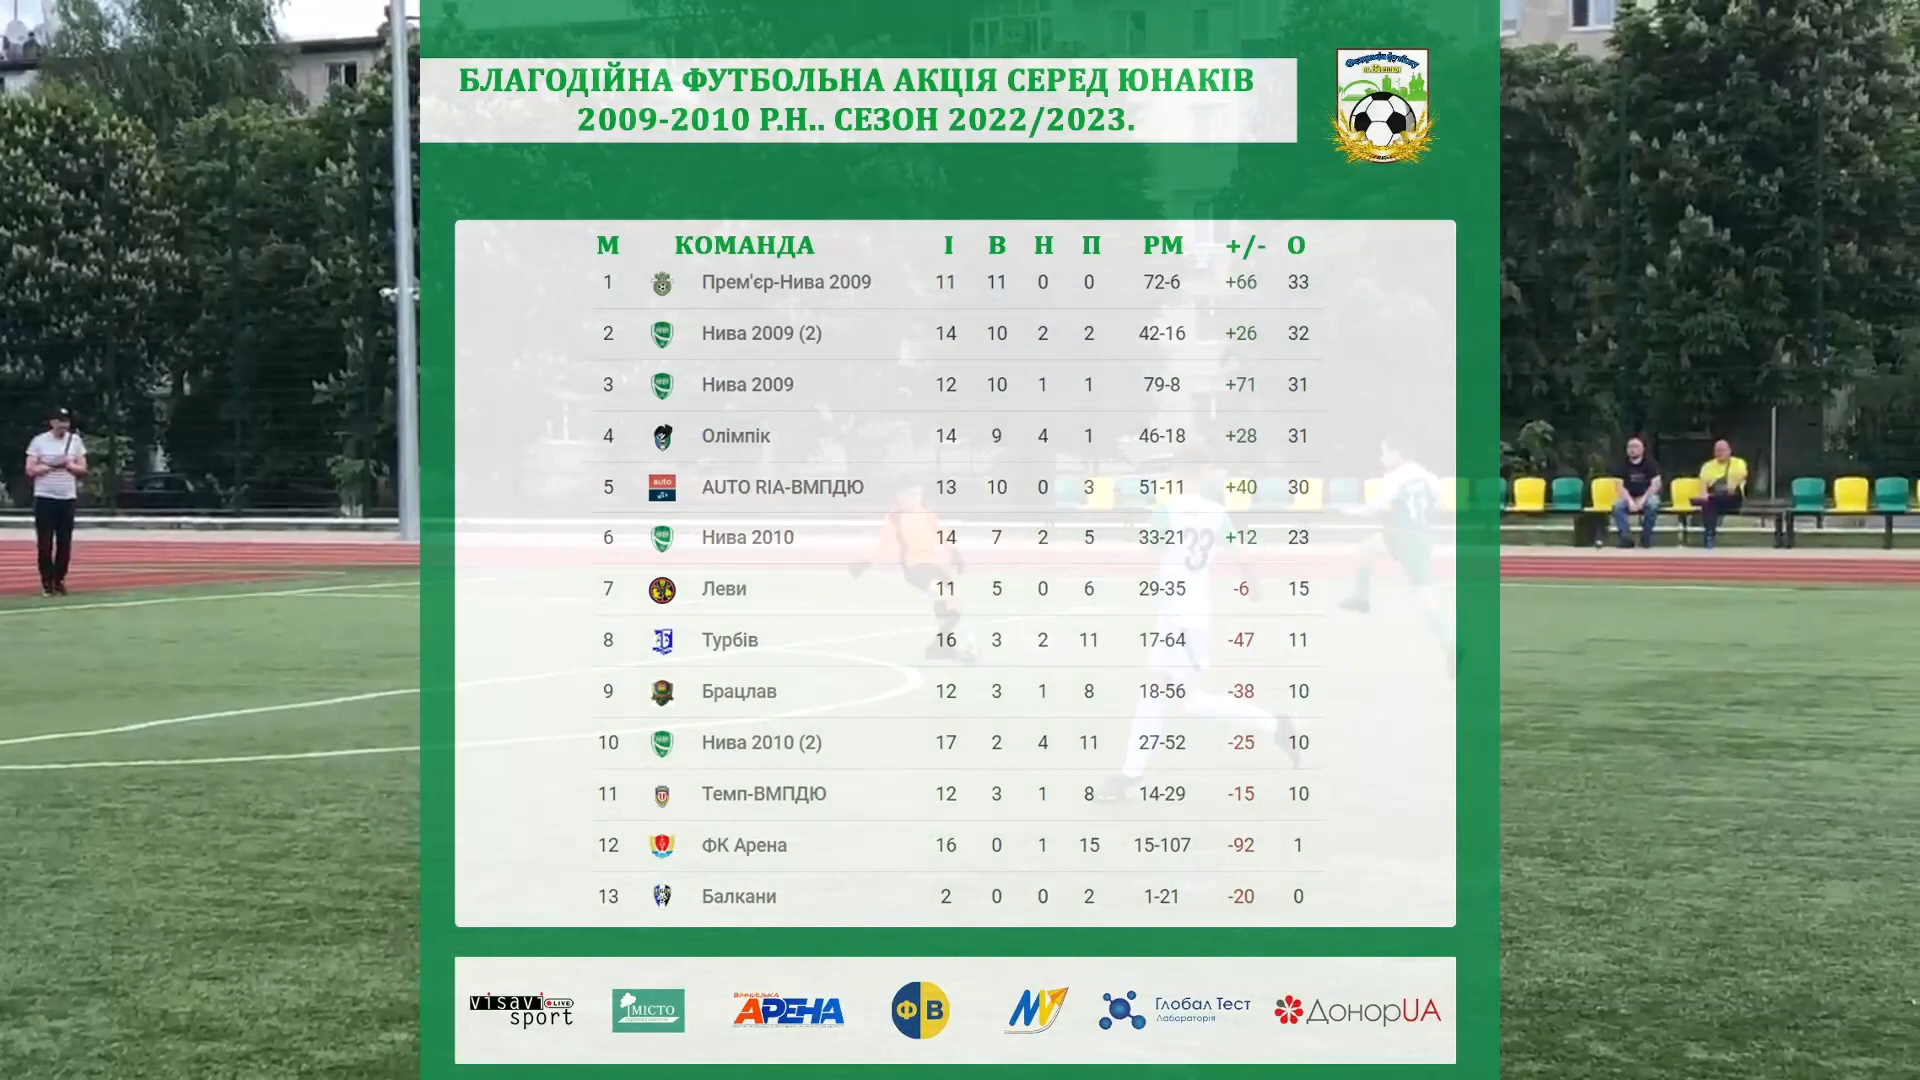 БЛАГОДІЙНА ФУТБОЛЬНА АКЦІЯ СЕРЕД ЮНАКІВ
2009-2010 Р.Н.. СЕЗОН 2022/2023.
М КОМАНДА І В Н П РМ +/- О
1 Прем'єр-Нива 2009 11 11 0 0 72-6 +66 33
2 Нива 2009 (2) 14 10 2 2 42-16 +26 32
3 Нива 2009 12 10 1 1 79-8 +71 31
4 Олімпік 14 9 4 1 46-18 +28 31
5 auto AUTO RIA-ВМПДЮ 13 10 0 3 51-11 +40 30
6 Нива 2010 14 7 2 5 33-21 +12 23
7 Леви 11 5 0 6 29-35 -6 15
8 Турбів 16 3 2 11 17-64 -47 11
9 Брацлав 12 3 1 8 18-56 -38 10
10 Нива 2010 (2) 17 2 4 11 27-52 -25 10
11 Темп-ВМПДЮ 12 3 1 8 14-29 -15 10
12 ФК Арена 16 0 1 15 15-107 -92 1
13 Балкани 2 0 0 2 1-21 -20 0
33
visavi LIVE
sport
МІСТО
ВІННИЦЬКА
АРЕНА
ФВ
Глобал Тест
Лабораторія
ДонорUA